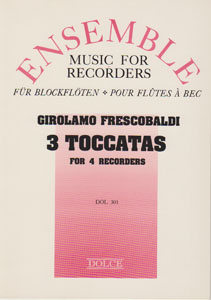 ENSEMBLE
MUSIC FOR
RECORDERS
FÜR BLOCKFLÖTEN ❖ POUR FLÛTES À BEC
GIROLAMO FRESCOBALDI
3 TOCCATAS
FOR 4 RECORDERS
DOL 301
DOLCE